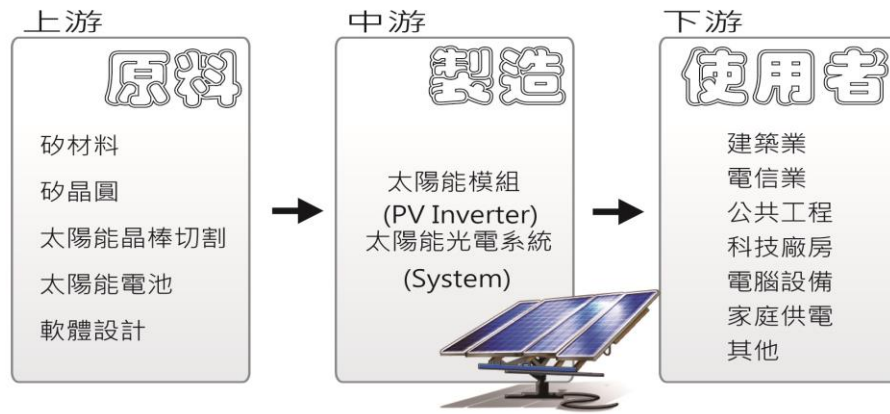 上游
原料
矽材料
矽晶圓
太陽能晶棒切割
太陽能電池
軟體設計
中游
製造
太陽能模組
(PV Inverter)
太陽能光電系統
(System)
下游
使用者
建築業
電信業
公共工程
科技廠房
電腦設備
家庭供電
其他